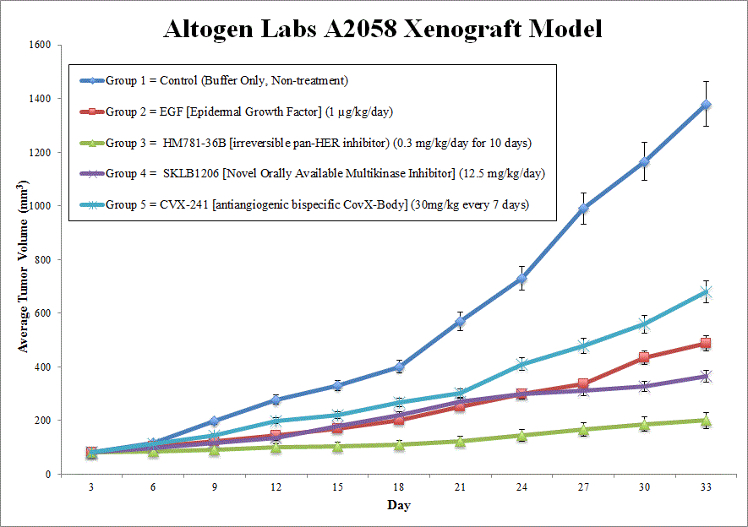 Altogen Labs A2058 Xenograft Model
1600
1400
1200
1000
800
600
400
200
0
Average Tumor Volume (mm³)
Group 1 = Control (Buffer Only, Non-treatment)
Group 2 = EGF [Epidermal Growth Factor] (1 µg/kg/day)
Group 3 = HM781-36B [irreversible pan-HER inhibitor) (0.3 mg/kg/day for 10 days)
Group 4 = SKLB1206 [Novel Orally Available Multikinase Inhibitor] (12.5 mg/kg/day)
Group 5 = CVX-241 [antiangiogenic bispecific CovX-Body] (30mg/kg every 7 days)
3 6 9 12 15 18 21 24 27 30 33
Day